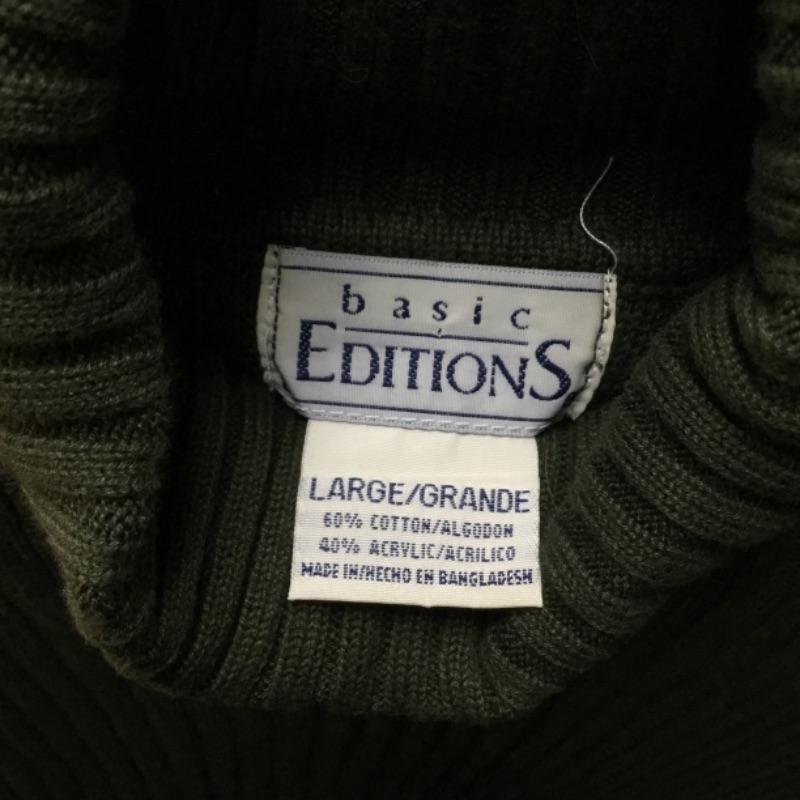 basic
EDITIONS
LARGE/GRANDE
60% COTTON/ALGODON
40% ACRYLIC/ACRILICO
MADE IN/HECHO EN BANGLADESH